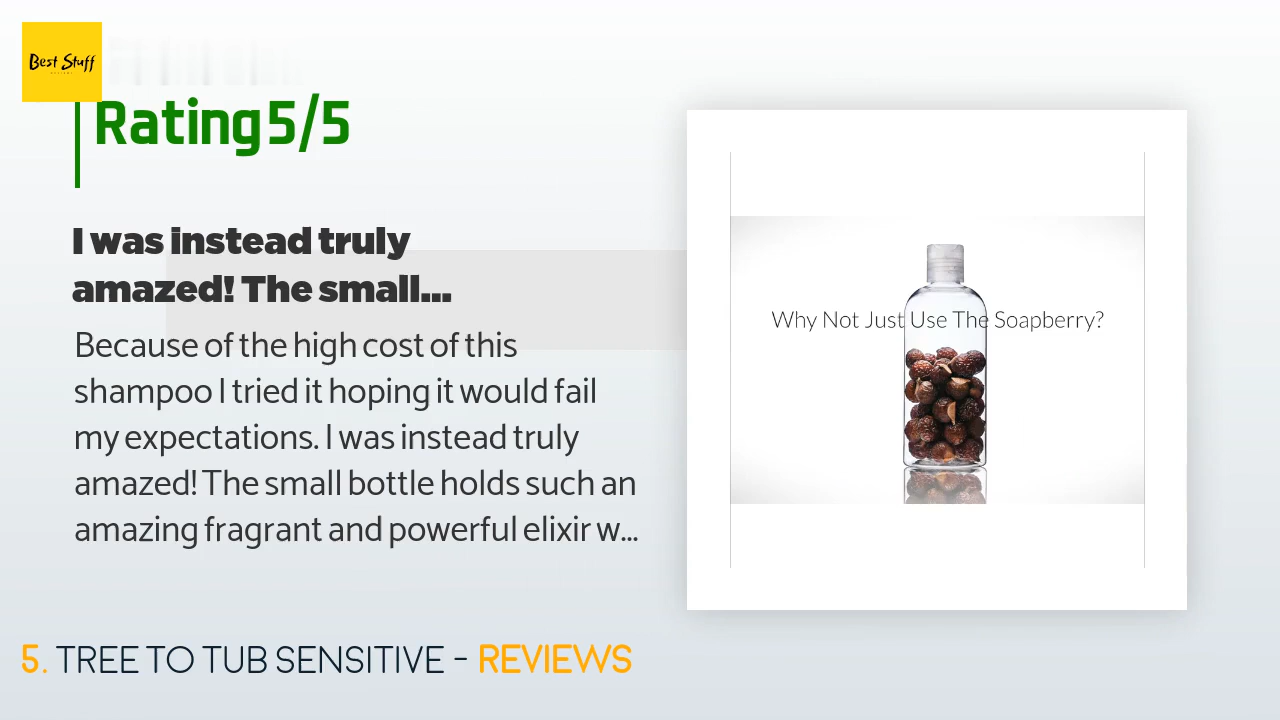 Best Stuff
Rating 5/5
I was instead truly
amazed! The small...
Because of the high cost of this
shampoo I tried it hoping it would fail
my expectations. I was instead truly
amazed! The small bottle holds such an
amazing fragrant and powerful elixir w...
Why Not Just Use The Soapberry?
5. TREE TO TUB SENSITIVE - REVIEWS